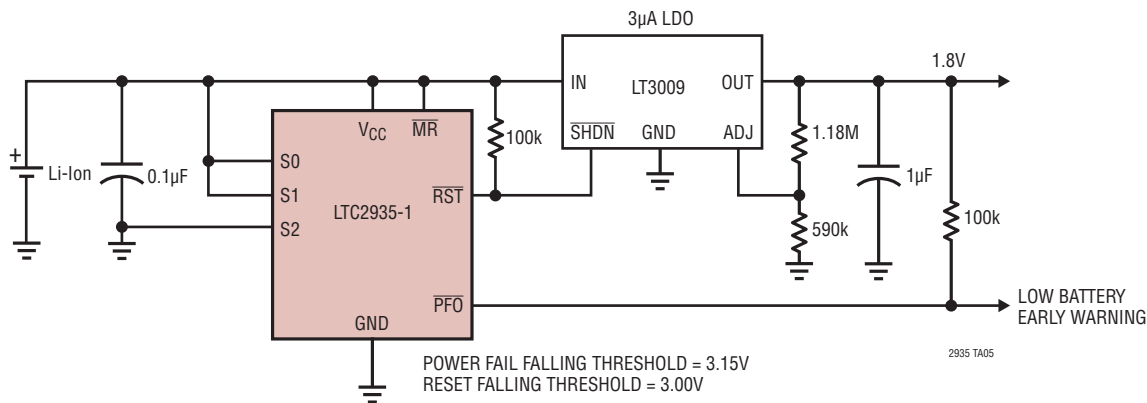 3µA LDO
1.8V
IN
LT3009
OUT
SHDN
GND
ADJ
1.18M
VCC
MR
100k
+
Li-Ion
0.1µF
S0
S1
S2
LTC2935-1
RST
590k
1µF
100k
PFO
GND
LOW BATTERY
EARLY WARNING
POWER FAIL FALLING THRESHOLD = 3.15V
RESET FALLING THRESHOLD = 3.00V
2935 TA05